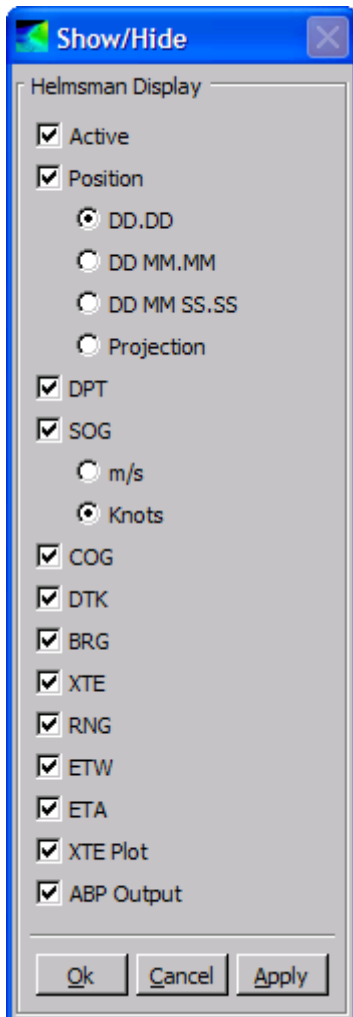 Show/Hide
Helmsman Display
Active
Position
DD.DD
DD MM.MM
DD MM SS.SS
Projection
DPT
SOG
m/s
Knots
COG
DTK
BRG
XTE
RNG
ETW
ETA
XTE Plot
ABP Output
Ok Cancel Apply